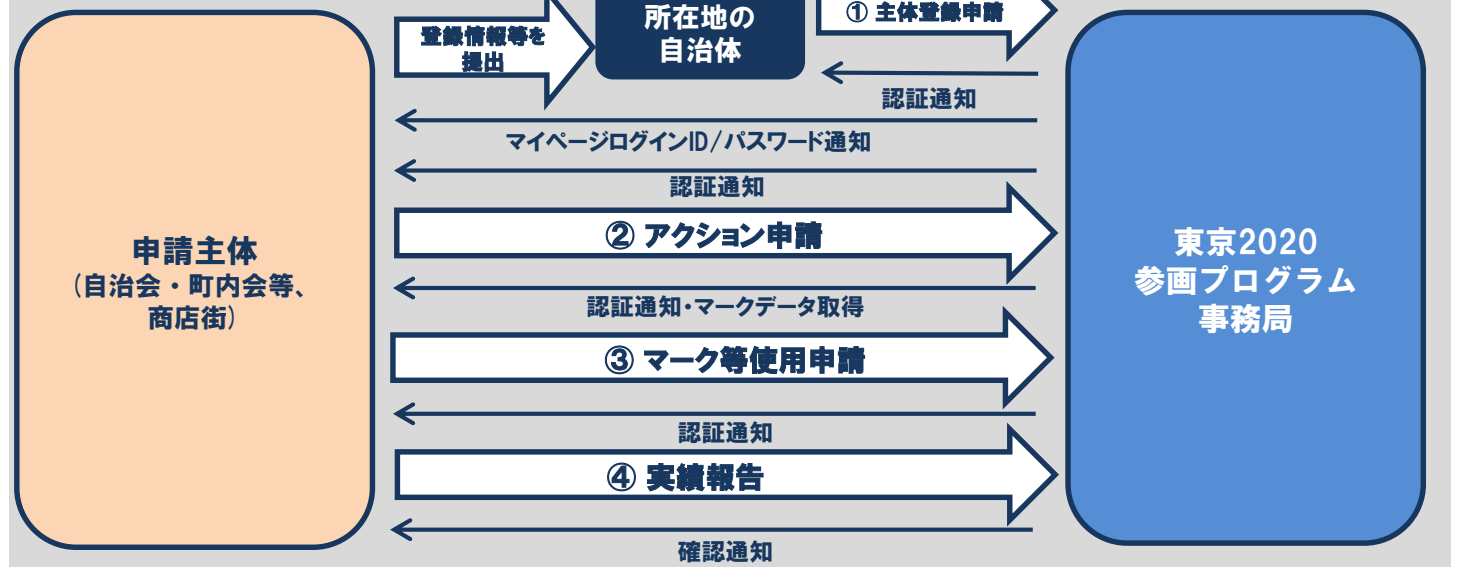 登録情報等を
提出
所在地の
自治体
① 主体登録申請
認証通知
マイページログインID/パスワード通知
認証通知
② アクション申請
認証通知・マークデータ取得
③ マーク等使用申請
認証通知
④ 実績報告
確認通知
申請主体
(自治会・町内会等、
商店街)
東京2020
参画プログラム
事務局